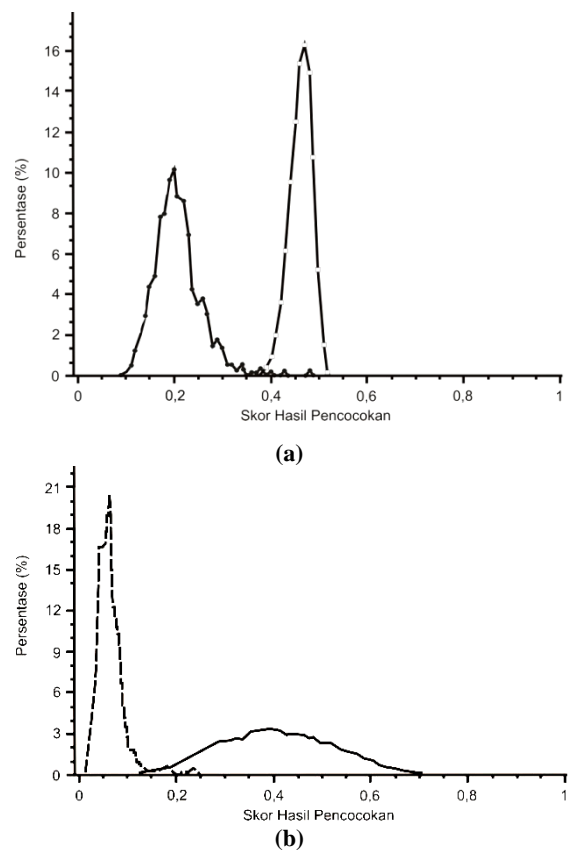 16
14
12
10
8
6
4
2
0
Persentase (%)
0 0,2 0,4 0,6 0,8 1
Skor Hasil Pencocokan
(a)
21
18
15
12
9
6
3
0
Persentase (%)
0 0,2 0,4 0,6 0,8 1
Skor Hasil Pencocokan
(b)